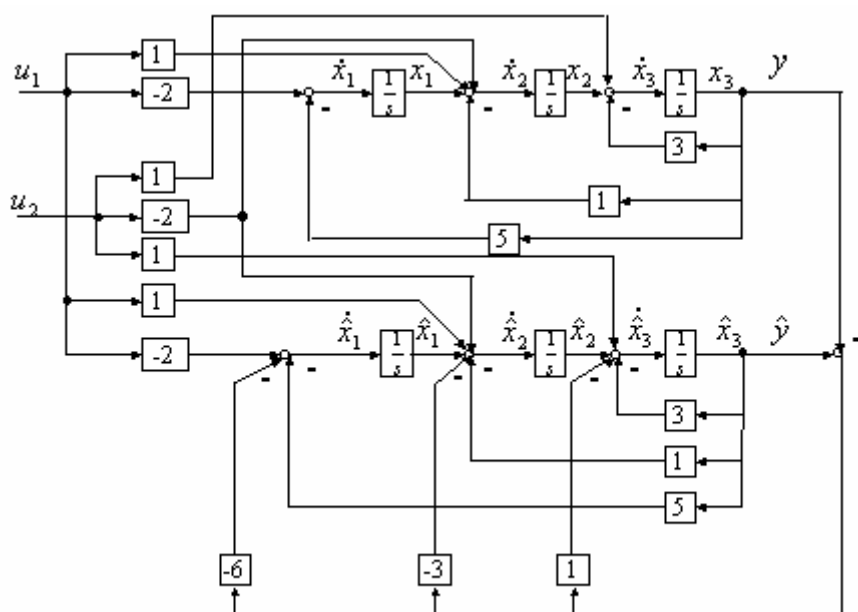 1
u₁
-2
ẋ₁
1/s
x₁
ẋ₂
1/s
x₂
ẋ₃
1/s
x₃
y
-
-
-
3
1
u₂
-2
1
5
1
1
-2
x̂̇₁
1/s
x̂₁
x̂̇₂
1/s
x̂₂
x̂̇₃
1/s
x̂₃
ŷ
-
-
-
-
-
-
-
3
1
5
-6
-3
1